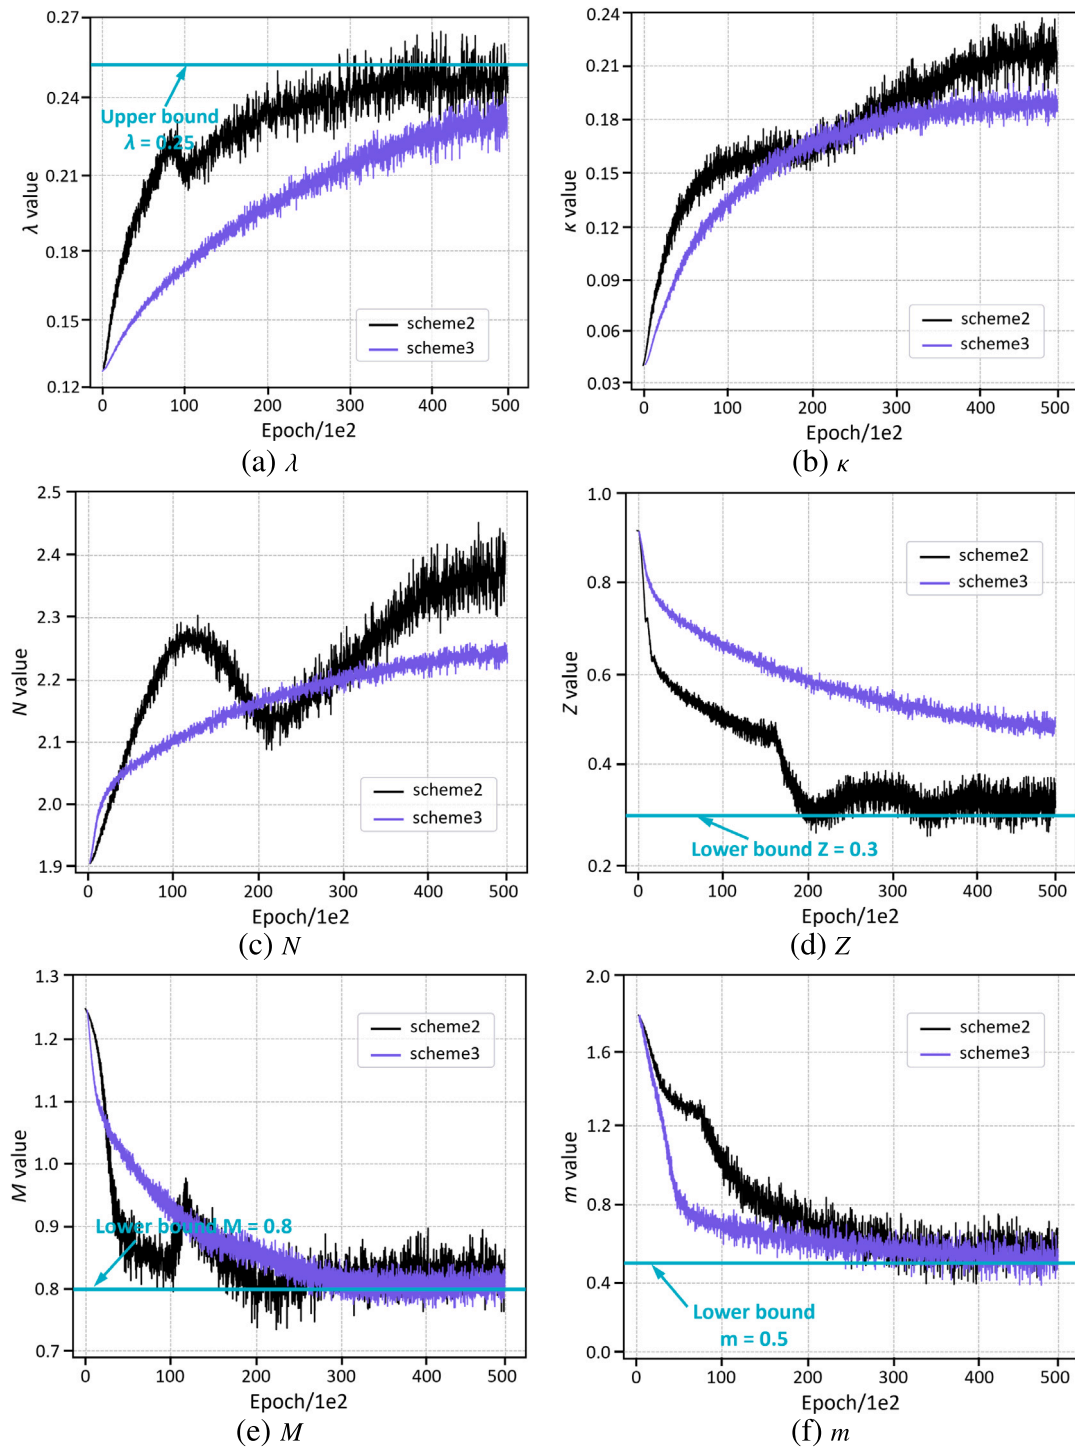 0.27
0.24
0.21
0.18
0.15
0.12
λ value
Upper bound
λ = 0.25
scheme2
scheme3
0 100 200 300 400 500
Epoch/1e2
(a) λ
0.24
0.21
0.18
0.15
0.12
0.09
0.06
0.03
κ value
scheme2
scheme3
0 100 200 300 400 500
Epoch/1e2
(b) κ
2.5
2.4
2.3
2.2
2.1
2.0
1.9
N value
scheme2
scheme3
0 100 200 300 400 500
Epoch/1e2
(c) N
1.0
0.8
0.6
0.4
0.2
Z value
scheme2
scheme3
Lower bound Z = 0.3
0 100 200 300 400 500
Epoch/1e2
(d) Z
1.3
1.2
1.1
1.0
0.9
0.8
0.7
M value
scheme2
scheme3
Lower bound M = 0.8
0 100 200 300 400 500
Epoch/1e2
(e) M
2.0
1.6
1.2
0.8
0.4
0.0
m value
scheme2
scheme3
Lower bound
m = 0.5
0 100 200 300 400 500
Epoch/1e2
(f) m